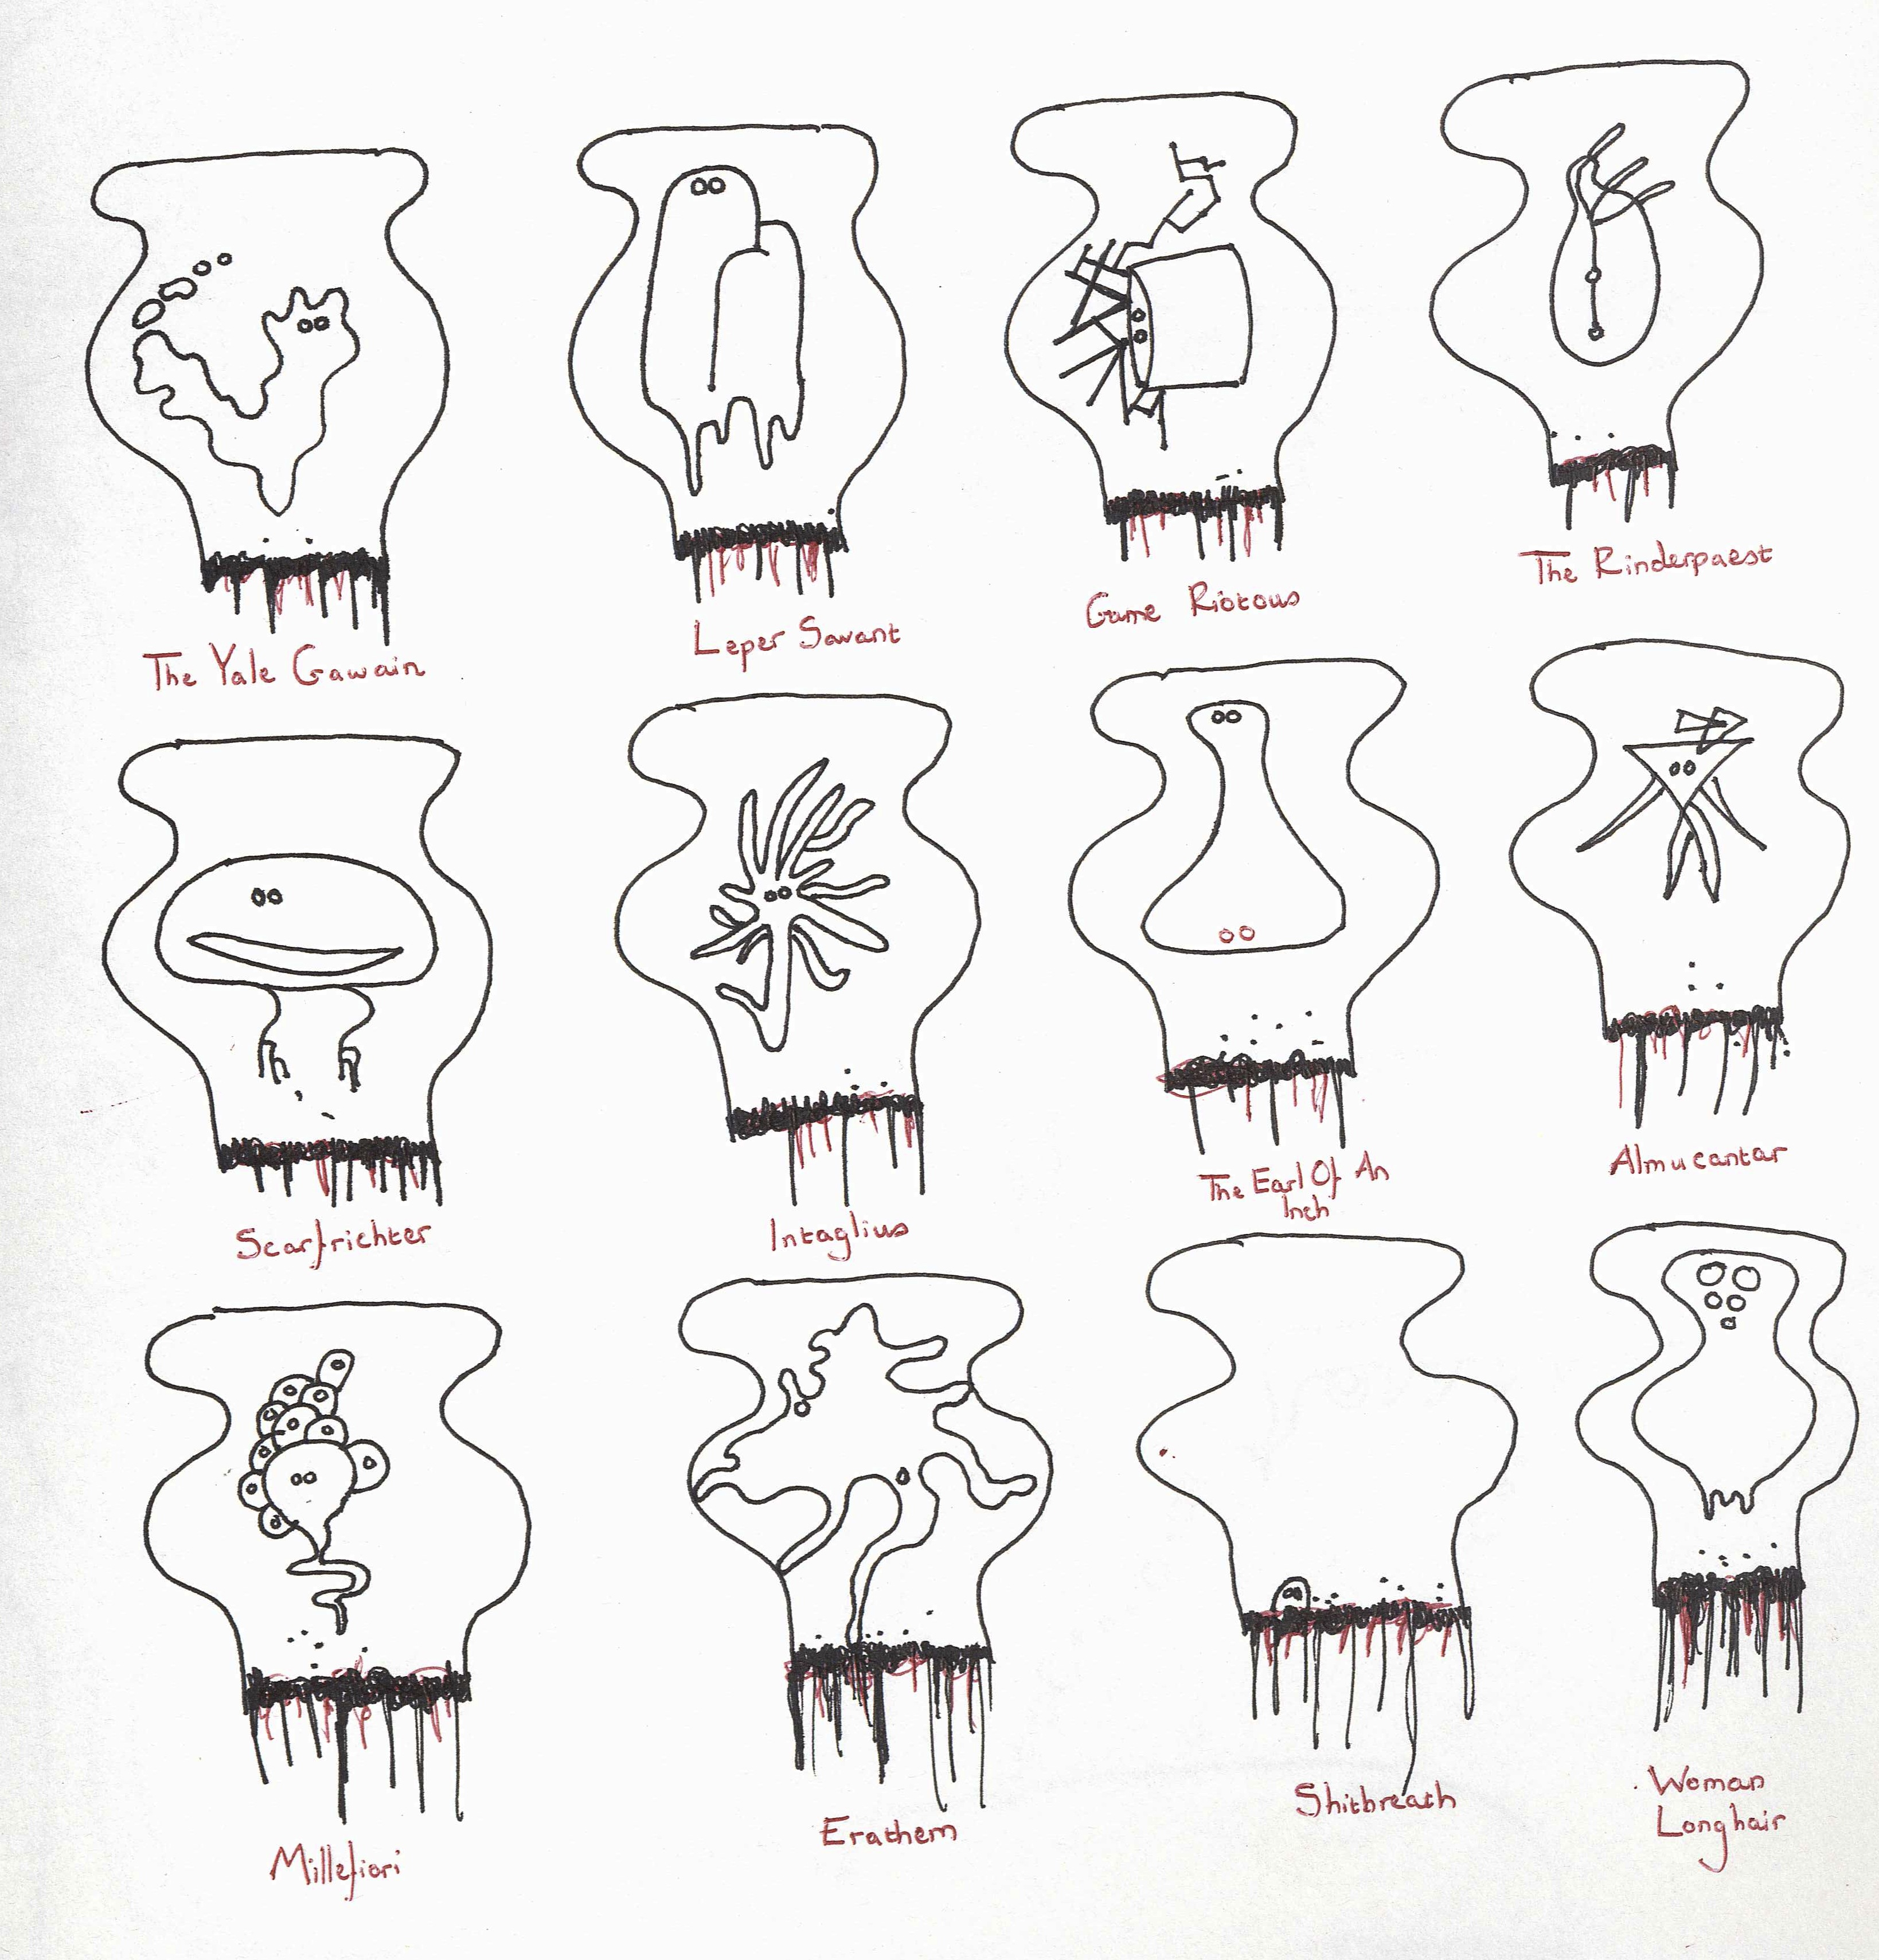 The Yale Gawain
Leper Savant
Game Riotous
The Rinderpaest
Scarfrichter
Intaglius
The Earl Of An
Inch
Almucantar
Millefiori
Erathem
Shitbreath
Woman
Longhair